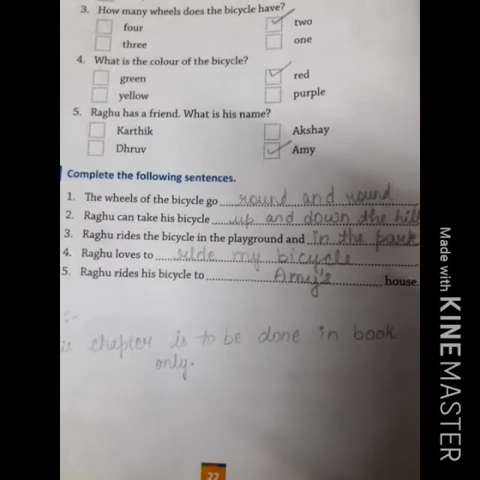 3. How many wheels does the bicycle have?
four
two
three
one
4. What is the colour of the bicycle?
green
red
yellow
purple
5. Raghu has a friend. What is his name?
Karthik
Akshay
Dhruv
Amy
Complete the following sentences.
1. The wheels of the bicycle go round and round
2. Raghu can take his bicycle up and down the hill
3. Raghu rides the bicycle in the playground and in the park
4. Raghu loves to ride my bicycle
5. Raghu rides his bicycle to Amy's house.
:-
chapter is to be done in book
only.
22
Made with KINEMASTER